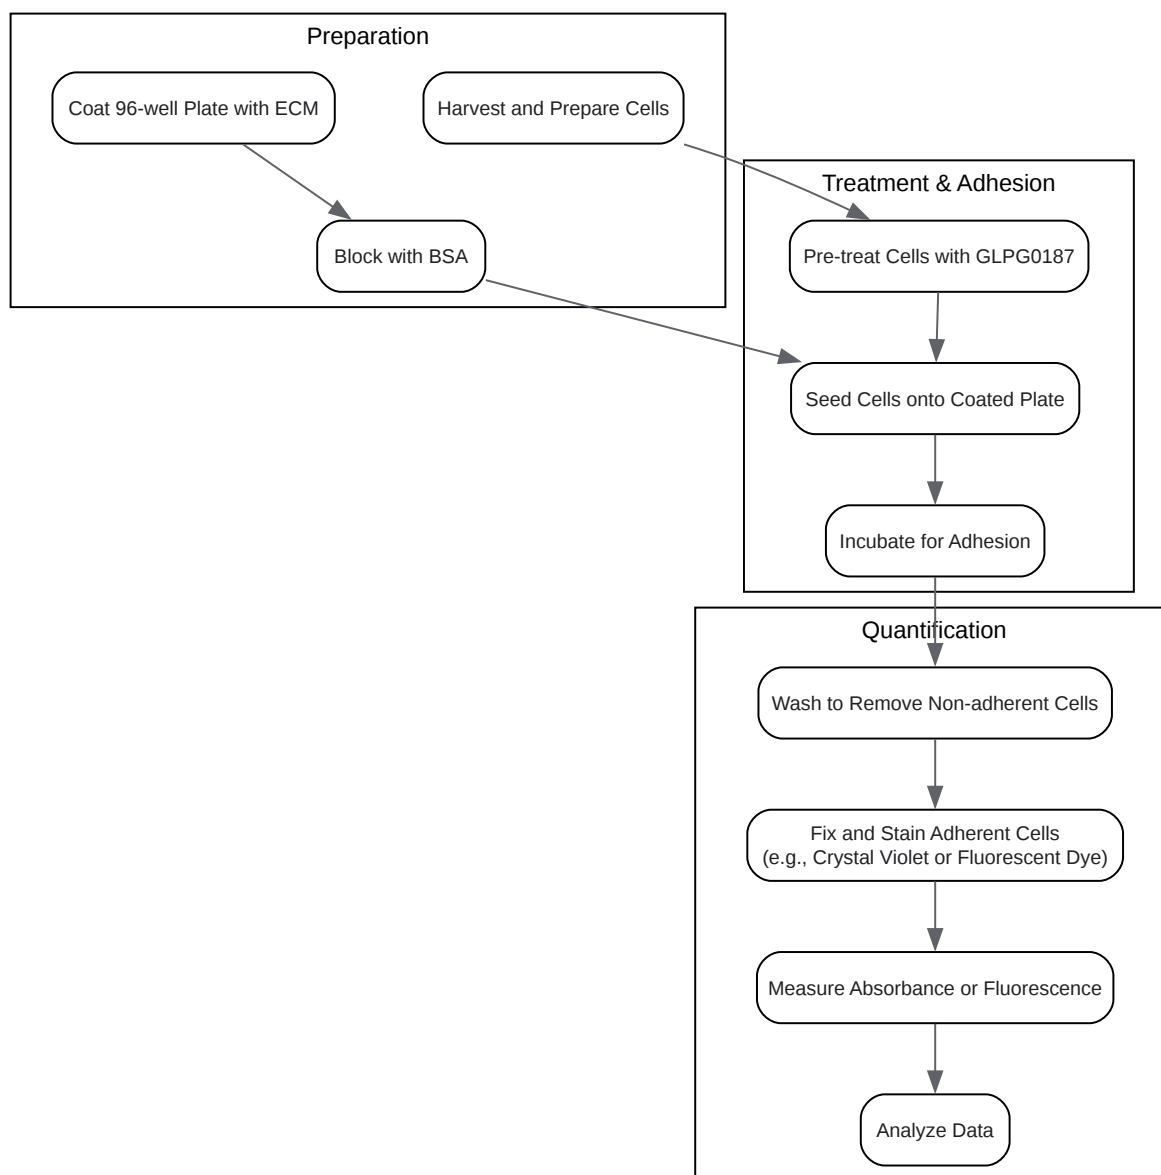 Preparation
Coat 96-well Plate with ECM
Harvest and Prepare Cells
Block with BSA
Treatment & Adhesion
Pre-treat Cells with GLPG0187
Seed Cells onto Coated Plate
Incubate for Adhesion
Quantification
Wash to Remove Non-adherent Cells
Fix and Stain Adherent Cells
(e.g., Crystal Violet or Fluorescent Dye)
Measure Absorbance or Fluorescence
Analyze Data